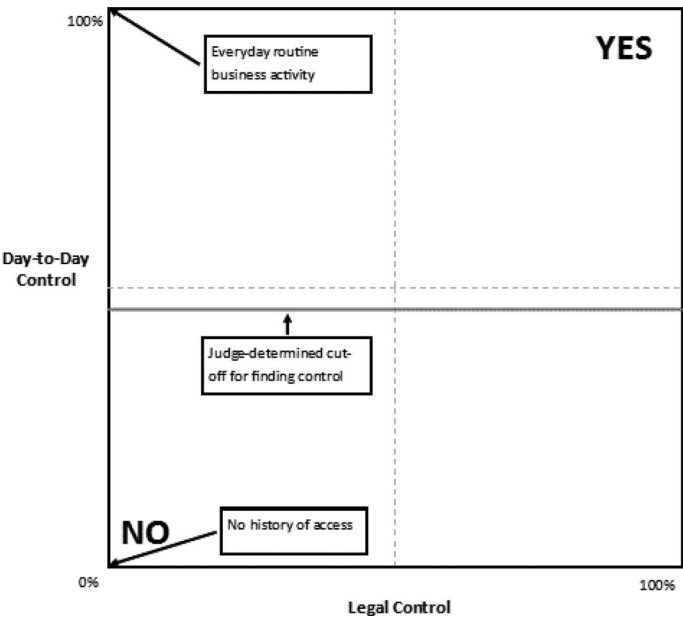 100%
Everyday routine
business activity
YES
Day-to-Day
Control
Judge-determined cut-
off for finding control
NO
No history of access
0%
100%
Legal Control